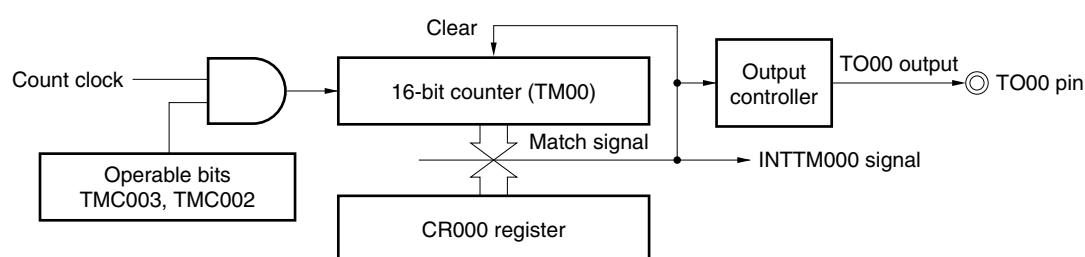 Clear
Count clock
16-bit counter (TM00)
Output
controller
TO00 output
TO00 pin
Operable bits
TMC003, TMC002
Match signal
INTTM000 signal
CR000 register